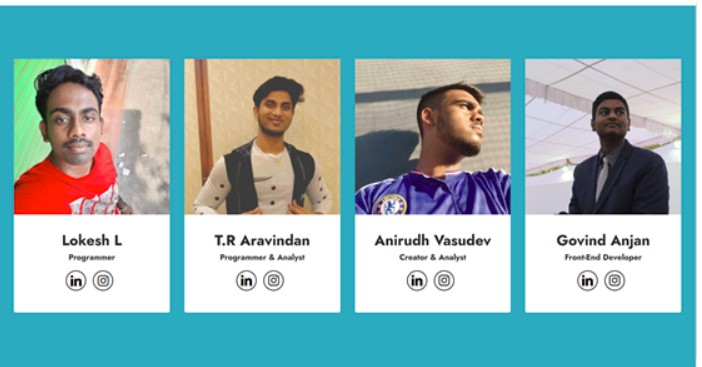 Lokesh L
Programmer
in
T.R Aravindan
Programmer & Analyst
in
Anirudh Vasudev
Creator & Analyst
in
Govind Anjan
Front-End Developer
in